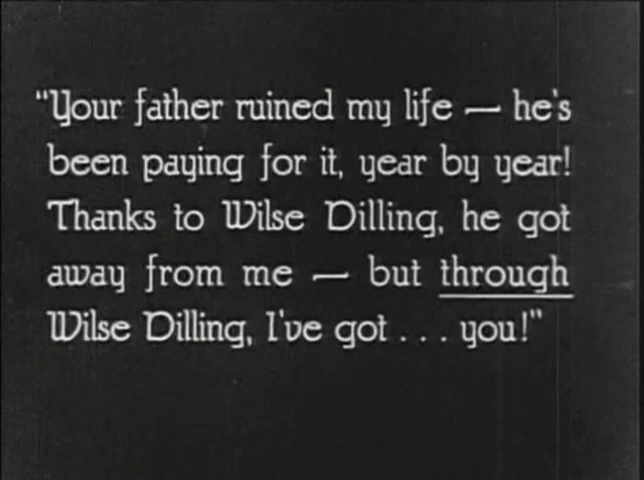 "Your father ruined my life — he's
been paying for it, year by year!
Thanks to Wilse Dilling, he got
away from me — but through
Wilse Dilling, I've got . . . you!"